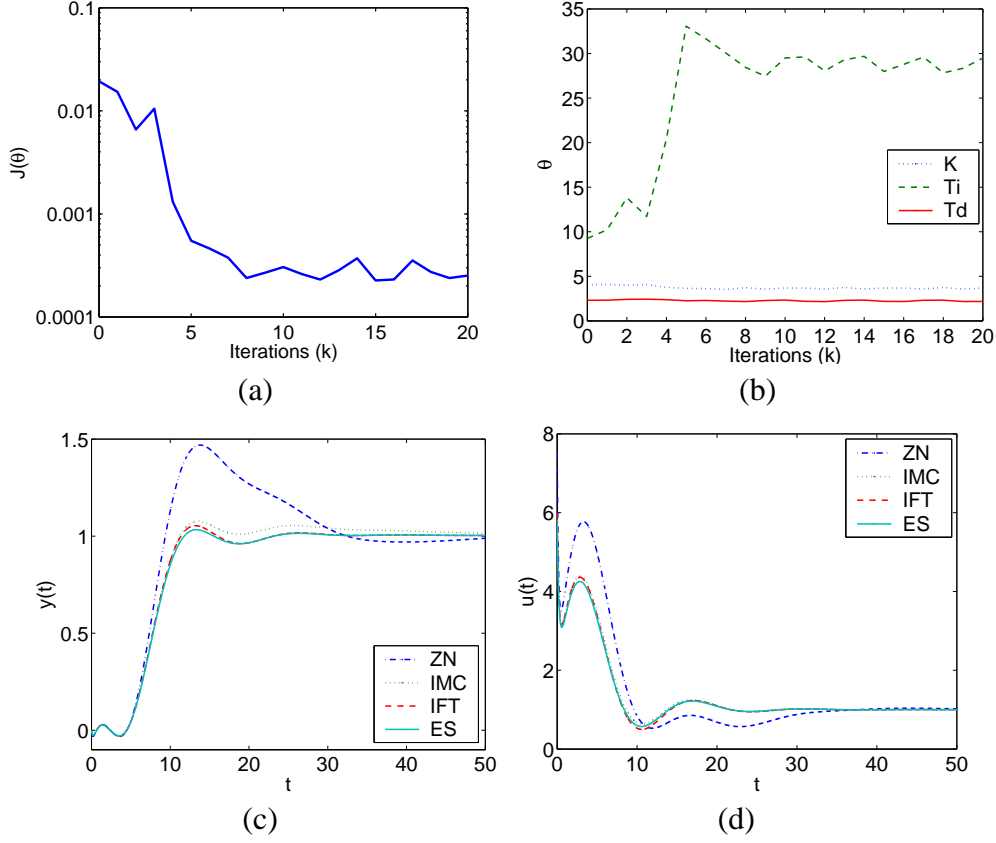 0.1
0.01
0.001
0.0001
J(θ)
0 5 10 15 20
Iterations (k)
(a)
35
30
25
20
15
10
5
0
θ
K
Ti
Td
0 2 4 6 8 10 12 14 16 18 20
Iterations (k)
(b)
1.5
1
0.5
0
y(t)
ZN
IMC
IFT
ES
0 10 20 30 40 50
t
(c)
8
6
4
2
0
u(t)
ZN
IMC
IFT
ES
0 10 20 30 40 50
t
(d)